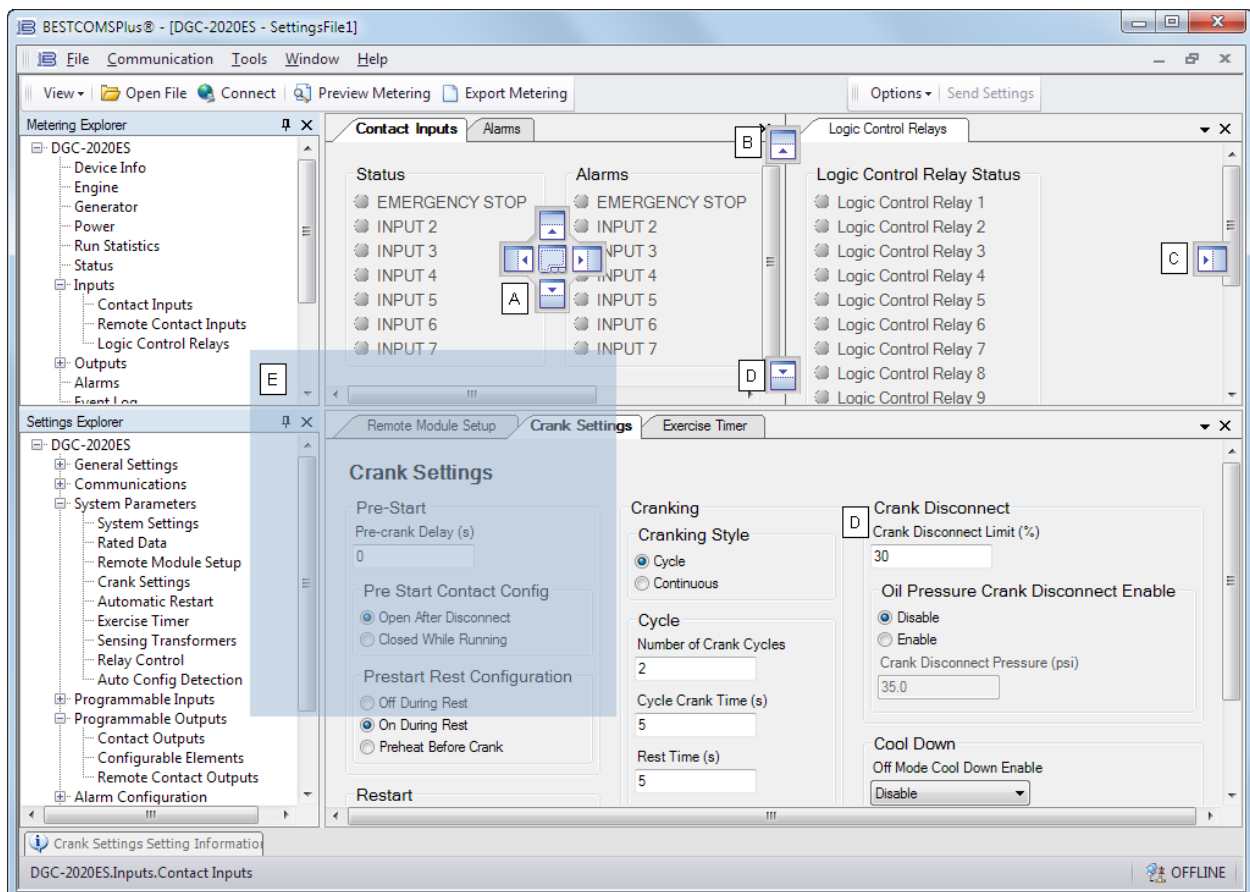 BESTCOMSPlus® - [DGC-2020ES - SettingsFile1]
File Communication Tools Window Help
View Open File Connect Preview Metering Export Metering Options Send Settings
Metering Explorer
DGC-2020ES
Device Info
Engine
Generator
Power
Run Statistics
Status
Inputs
Contact Inputs
Remote Contact Inputs
Logic Control Relays
Outputs
Alarms
Event Log
Contact Inputs Alarms
Status
EMERGENCY STOP
INPUT 2
INPUT 3
INPUT 4
INPUT 5
INPUT 6
INPUT 7
Alarms
EMERGENCY STOP
INPUT 2
INPUT 3
INPUT 4
INPUT 5
INPUT 6
INPUT 7
A
B
D
E
Logic Control Relays
Logic Control Relay Status
Logic Control Relay 1
Logic Control Relay 2
Logic Control Relay 3
Logic Control Relay 4
Logic Control Relay 5
Logic Control Relay 6
Logic Control Relay 7
Logic Control Relay 8
Logic Control Relay 9
C
Settings Explorer
DGC-2020ES
General Settings
Communications
System Parameters
System Settings
Rated Data
Remote Module Setup
Crank Settings
Automatic Restart
Exercise Timer
Sensing Transformers
Relay Control
Auto Config Detection
Programmable Inputs
Programmable Outputs
Contact Outputs
Configurable Elements
Remote Contact Outputs
Alarm Configuration
Remote Module Setup Crank Settings Exercise Timer
Crank Settings
Pre-Start
Pre-crank Delay (s)
0
Pre Start Contact Config
Open After Disconnect
Closed While Running
Prestart Rest Configuration
Off During Rest
On During Rest
Preheat Before Crank
Restart
Cranking
Cranking Style
Cycle
Continuous
Cycle
Number of Crank Cycles
2
Cycle Crank Time (s)
5
Rest Time (s)
5
D
Crank Disconnect
Crank Disconnect Limit (%)
30
Oil Pressure Crank Disconnect Enable
Disable
Enable
Crank Disconnect Pressure (psi)
35.0
Cool Down
Off Mode Cool Down Enable
Disable
Crank Settings Setting Information
DGC-2020ES.Inputs.Contact Inputs
OFFLINE